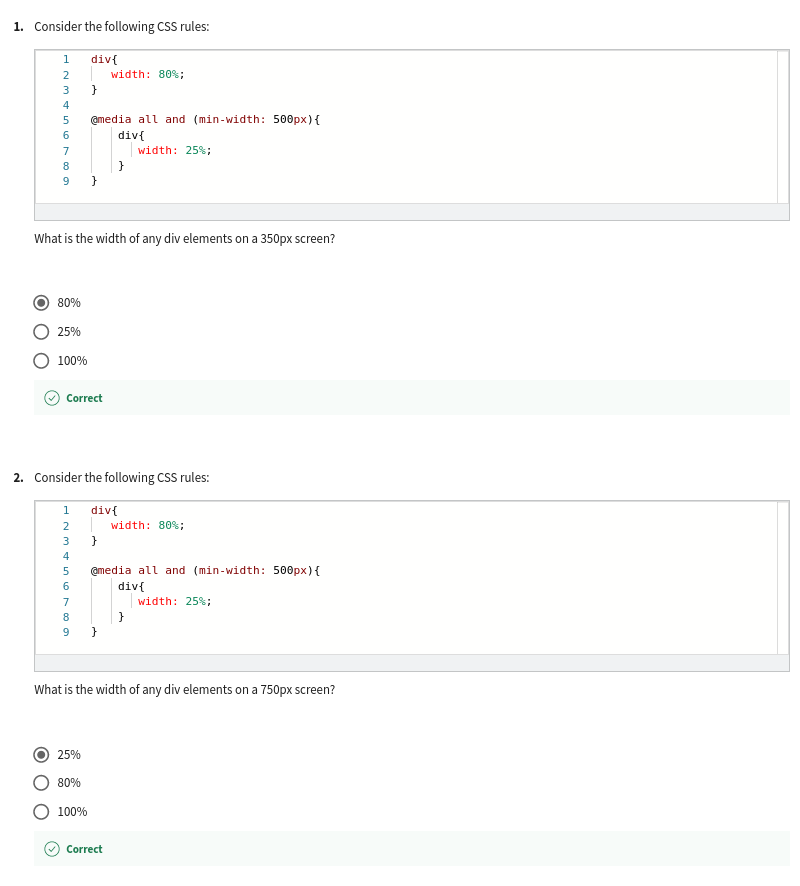 1. Consider the following CSS rules:
1 div{
2 width: 80%;
3 }
4
5 @media all and (min-width: 500px){
6 div{
7 width: 25%;
8 }
9 }
What is the width of any div elements on a 350px screen?
80%
25%
100%
Correct
2. Consider the following CSS rules:
1 div{
2 width: 80%;
3 }
4
5 @media all and (min-width: 500px){
6 div{
7 width: 25%;
8 }
9 }
What is the width of any div elements on a 750px screen?
25%
80%
100%
Correct